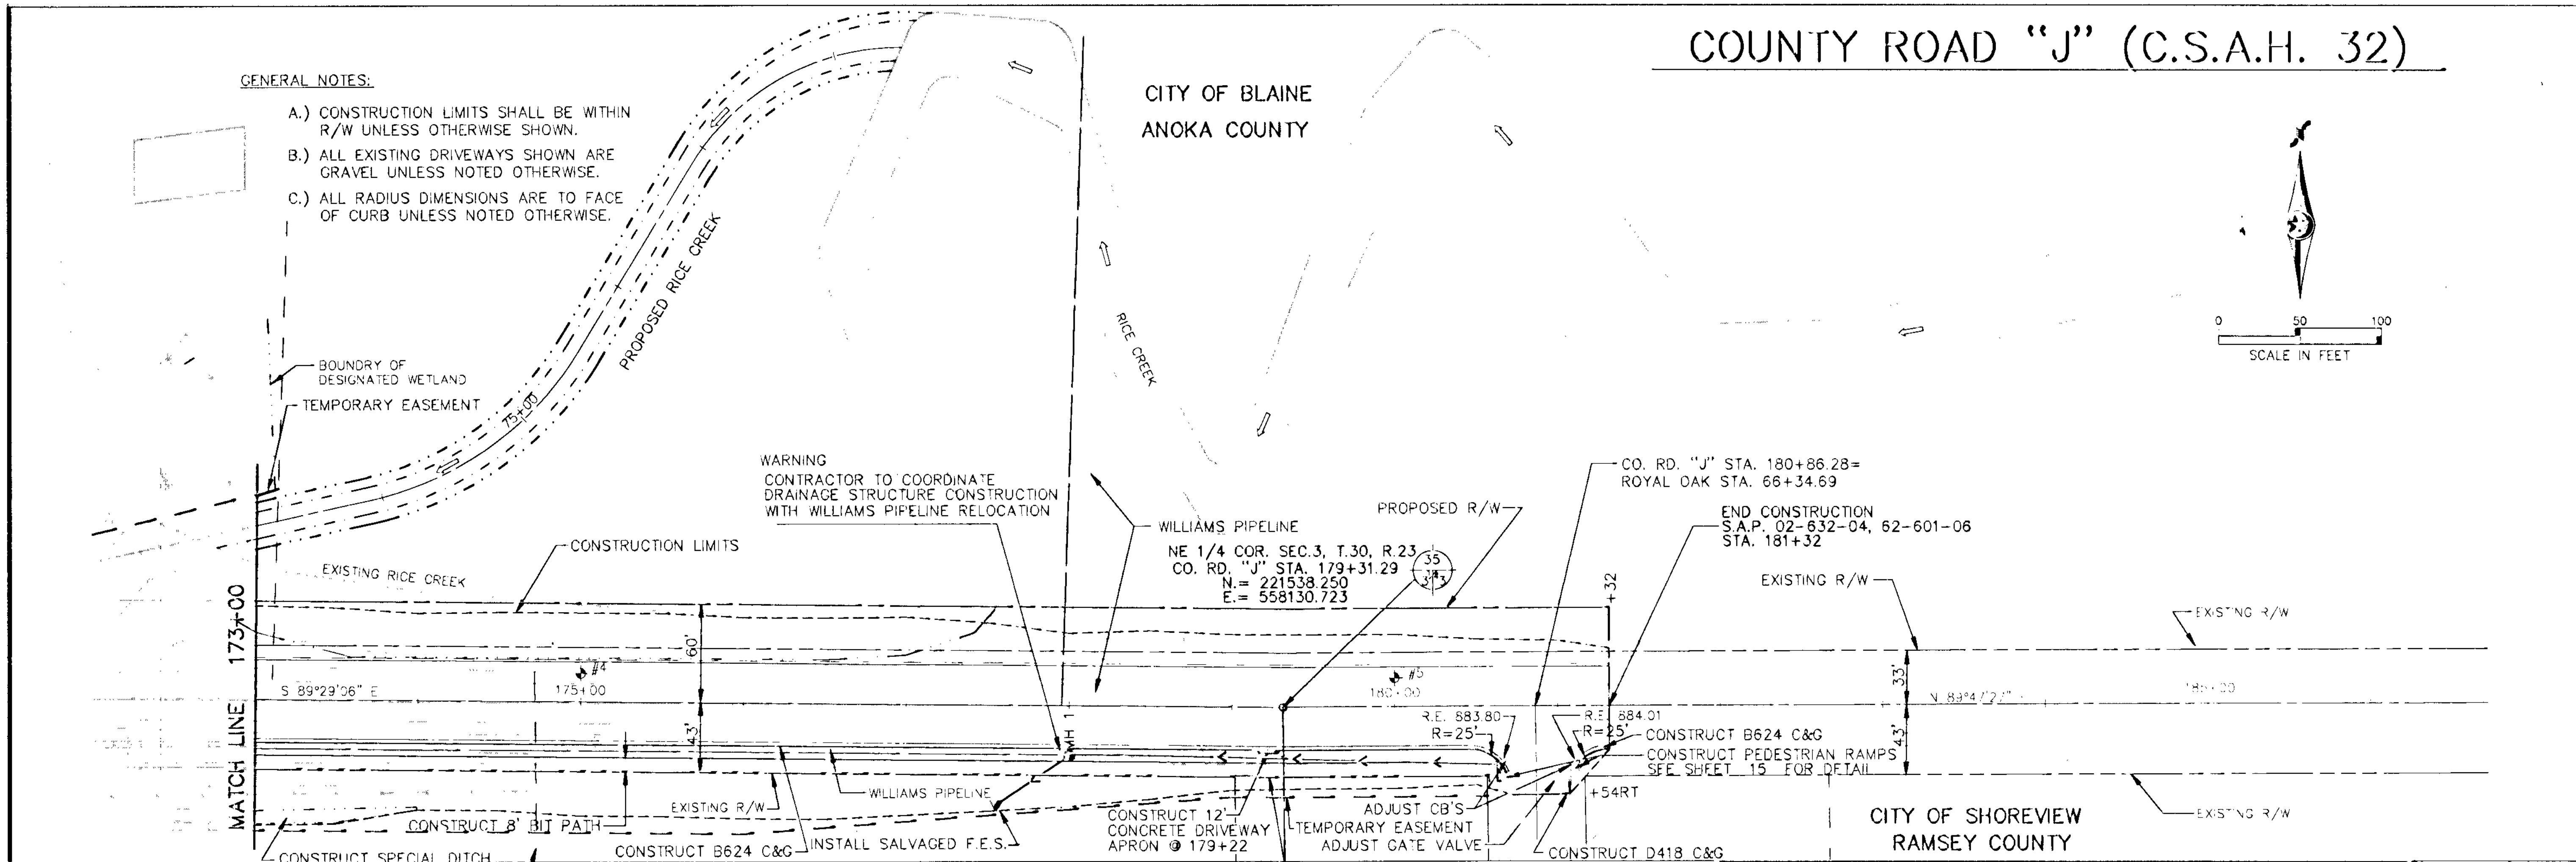 COUNTY ROAD "J" (C.S.A.H. 32)
GENERAL NOTES:
A.) CONSTRUCTION LIMITS SHALL BE WITHIN
R/W UNLESS OTHERWISE SHOWN.
B.) ALL EXISTING DRIVEWAYS SHOWN ARE
GRAVEL UNLESS NOTED OTHERWISE.
C.) ALL RADIUS DIMENSIONS ARE TO FACE
OF CURB UNLESS NOTED OTHERWISE.
CITY OF BLAINE
ANOKA COUNTY
PROPOSED RICE CREEK
RICE CREEK
0 50 100
SCALE IN FEET
BOUNDRY OF
DESIGNATED WETLAND
TEMPORARY EASEMENT
75+00
WARNING
CONTRACTOR TO COORDINATE
DRAINAGE STRUCTURE CONSTRUCTION
WITH WILLIAMS PIPELINE RELOCATION
WILLIAMS PIPELINE
NE 1/4 COR. SEC.3, T.30, R.23
CO. RD. "J" STA. 179+31.29
N.= 221538.250
E.= 558130.723
35
PROPOSED R/W
CO. RD. "J" STA. 180+86.28=
ROYAL OAK STA. 66+34.69
END CONSTRUCTION
S.A.P. 02-632-04, 62-601-06
STA. 181+32
+32
EXISTING R/W
EXISTING R/W
CONSTRUCTION LIMITS
EXISTING RICE CREEK
MATCH LINE 173+00
60'
43'
#4
175+00
S 89°29'06" E
#5
180+00
33'
43'
N 89°47'27"
MH 1
R.E. 883.80
R=25'
R.E. 884.01
R=25'
CONSTRUCT B624 C&G
CONSTRUCT PEDESTRIAN RAMPS
SEE SHEET 15 FOR DETAIL
+54RT
EXISTING R/W
WILLIAMS PIPELINE
CONSTRUCT 8' BIT PATH
CONSTRUCT B624 C&G
INSTALL SALVAGED F.E.S.
CONSTRUCT 12'
CONCRETE DRIVEWAY
APRON @ 179+22
ADJUST CB'S
TEMPORARY EASEMENT
ADJUST GATE VALVE
CONSTRUCT D418 C&G
CITY OF SHOREVIEW
RAMSEY COUNTY
EXISTING R/W
CONSTRUCT SPECIAL DITCH